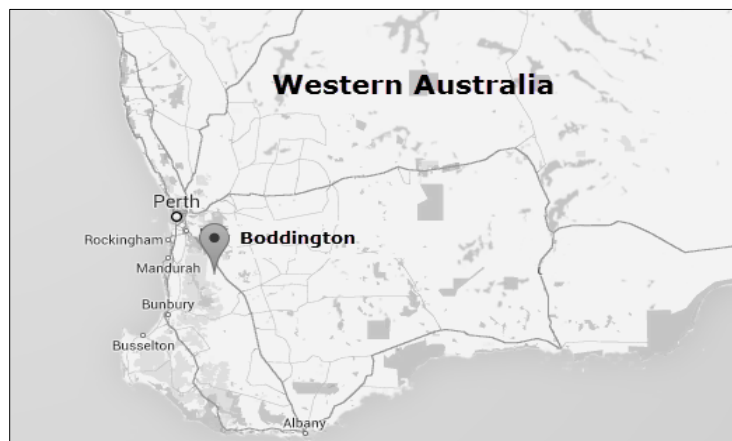 Western Australia
Perth
Boddington
Rockingham
Mandurah
Bunbury
Busselton
Albany